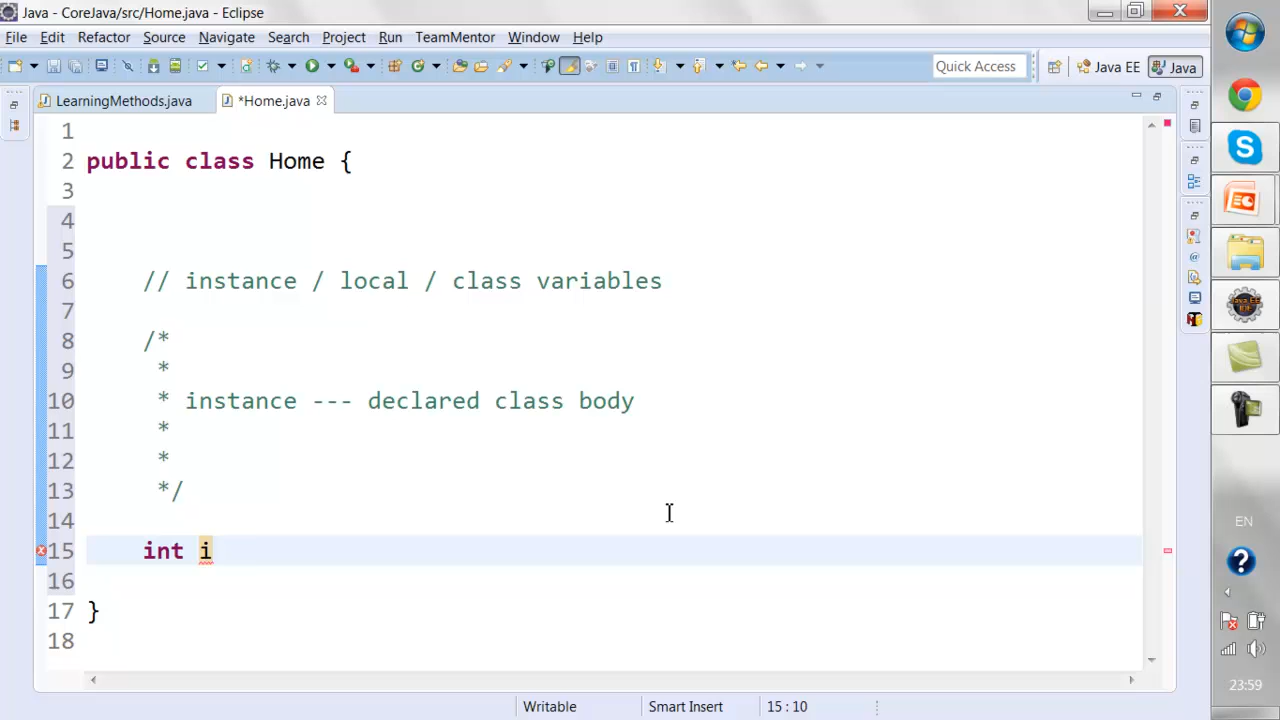 Java - CoreJava/src/Home.java - Eclipse
File Edit Refactor Source Navigate Search Project Run TeamMentor Window Help
Quick Access Java EE Java
LearningMethods.java *Home.java
1
2 public class Home {
3
4
5
6 // instance / local / class variables
7
8 /*
9 *
10 * instance --- declared class body
11 *
12 *
13 */
14
15 int i
16
17 }
18
Writable Smart Insert 15 : 10
EN
23:59